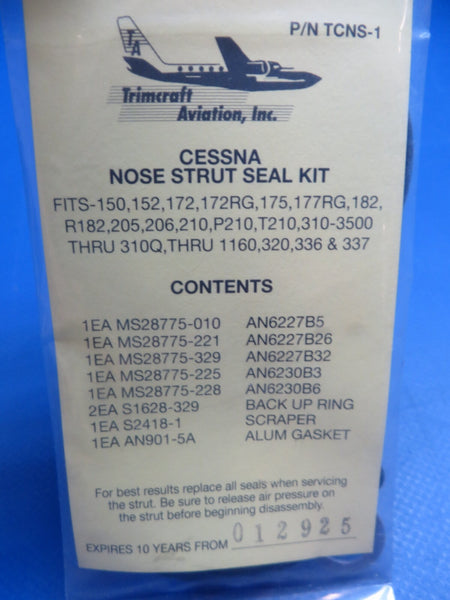 P/N TCNS-1
TA
Trimcraft
Aviation, Inc.
CESSNA
NOSE STRUT SEAL KIT
FITS-150,152,172,172RG,175,177RG,182,
R182,205,206,210,P210,T210,310-3500
THRU 310Q,THRU 1160,320,336 & 337
CONTENTS
1EA MS28775-010 AN6227B5
1EA MS28775-221 AN6227B26
1EA MS28775-329 AN6227B32
1EA MS28775-225 AN6230B3
1EA MS28775-228 AN6230B6
2EA S1628-329 BACK UP RING
1EA S2418-1 SCRAPER
1EA AN901-5A ALUM GASKET
For best results replace all seals when servicing
the strut. Be sure to release air pressure on
the strut before beginning disassembly.
EXPIRES 10 YEARS FROM 012925